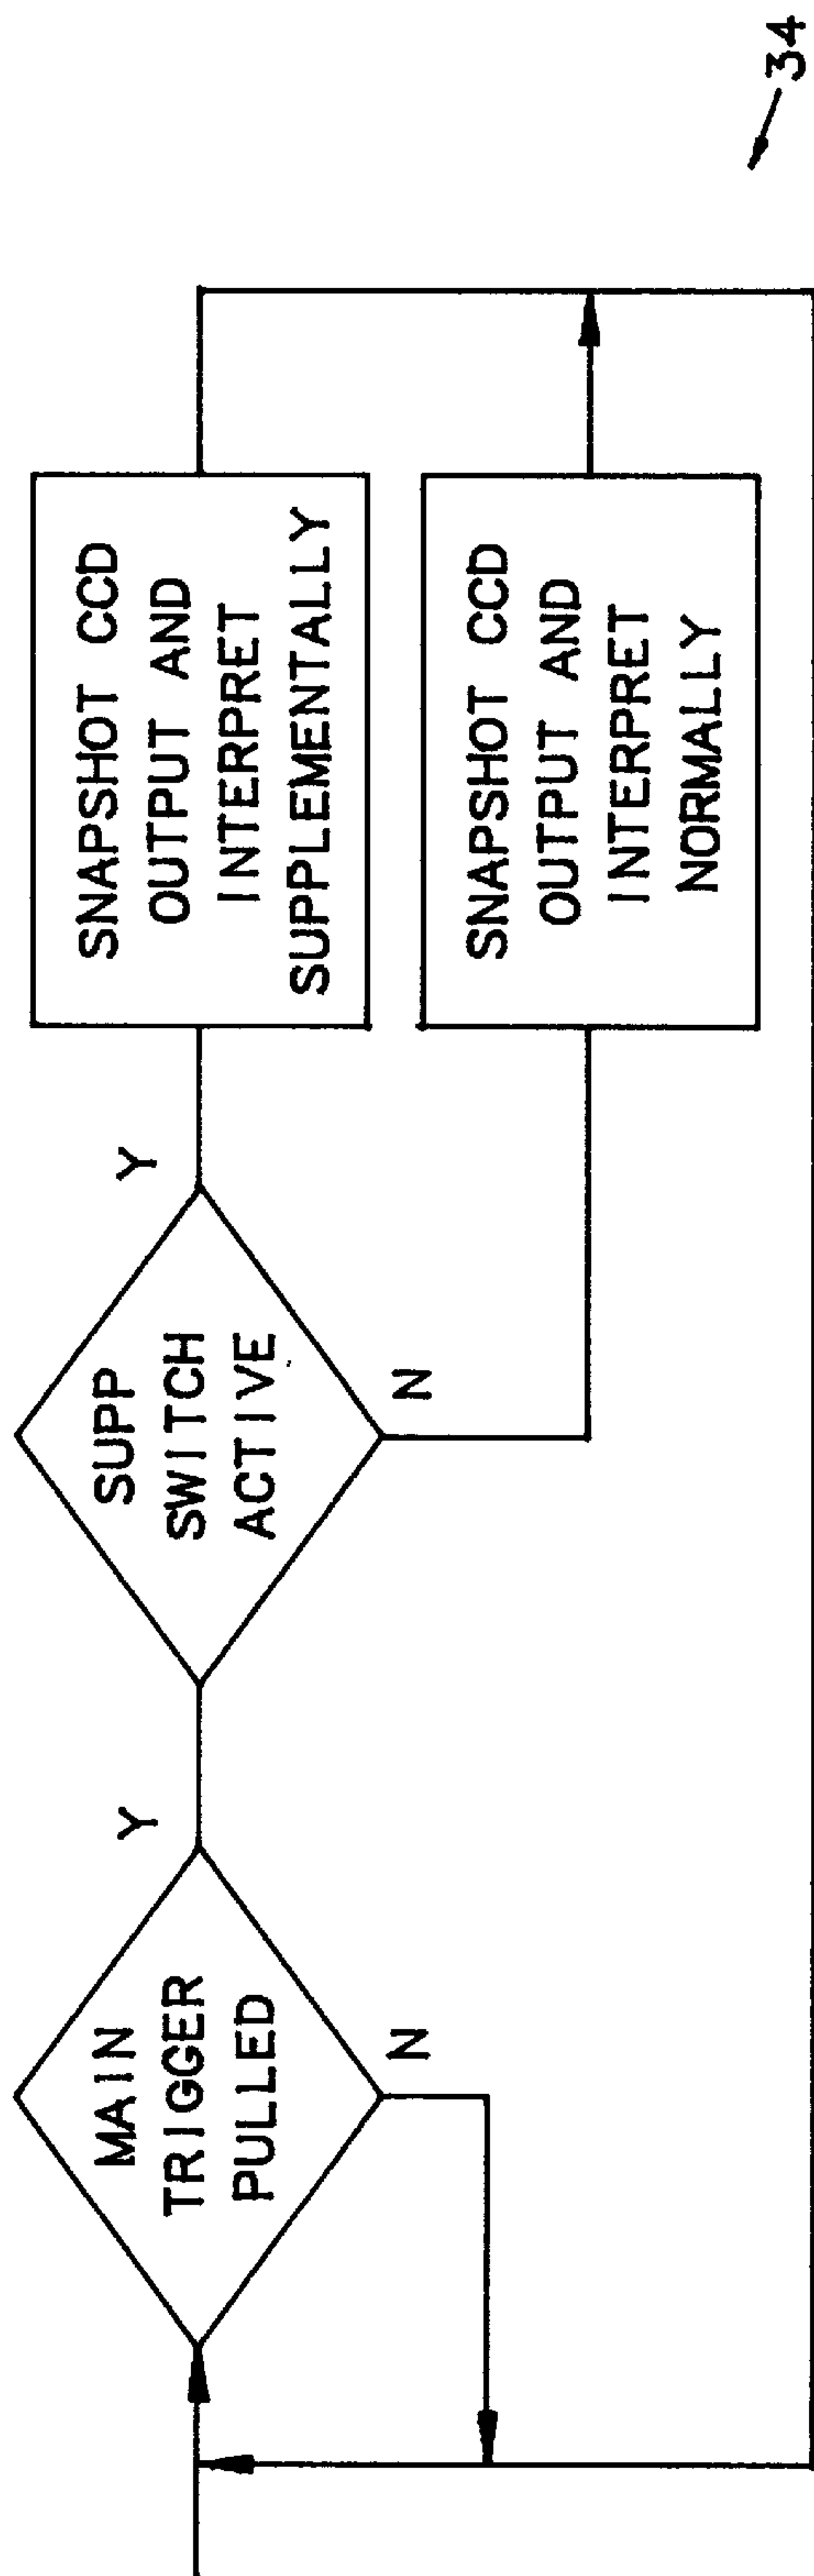 MAIN
TRIGGER
PULLED
Y
N
SUPP
SWITCH
ACTIVE
Y
N
SNAPSHOT CCD
OUTPUT AND
INTERPRET
SUPPLEMENTALLY
SNAPSHOT CCD
OUTPUT AND
INTERPRET
NORMALLY
34